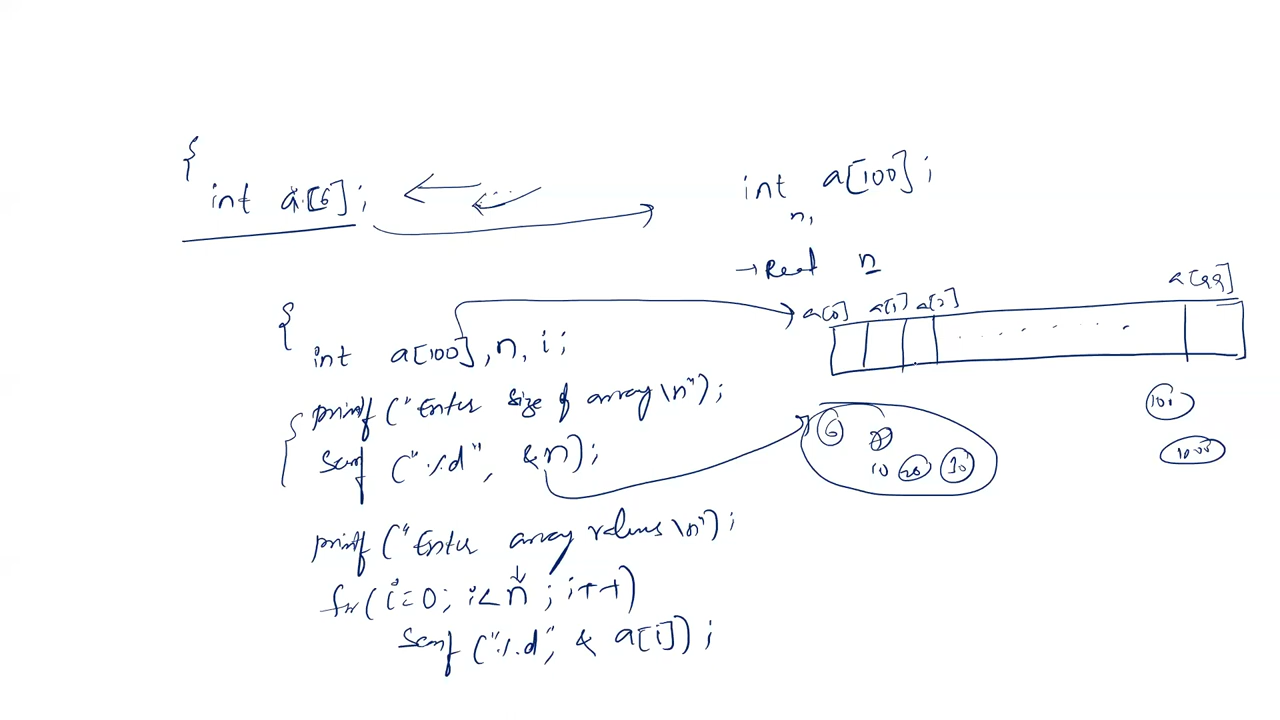 {
int a[6];
int a[100];
n,
→ Read n
a[0] a[1] a[2] a[99]
{
int a[100], n, i;
printf("Enter size of array\n");
scanf("%d", &n);
6 7
10 20 30
101
1000
printf("Enter array values\n");
for(i=0; i<n; i++)
scanf("%d", &a[i]);